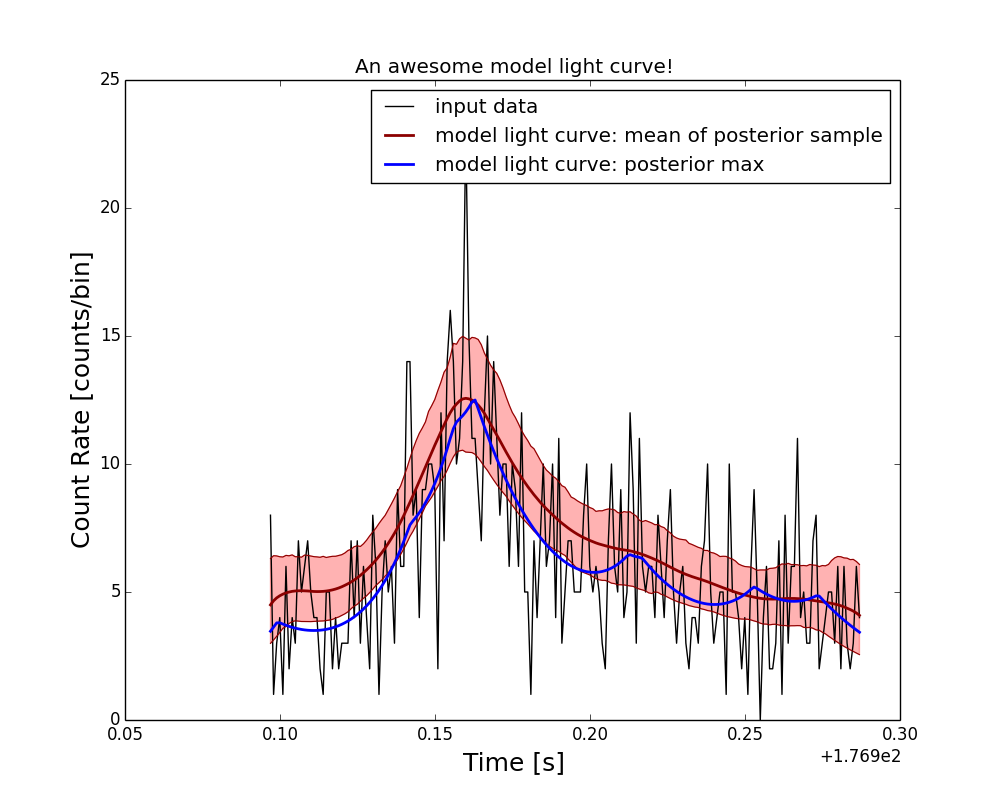 An awesome model light curve!
25
input data
model light curve: mean of posterior sample
model light curve: posterior max
20
15
10
5
0
Count Rate [counts/bin]
0.05 0.10 0.15 0.20 0.25 0.30
+1.769e2
Time [s]